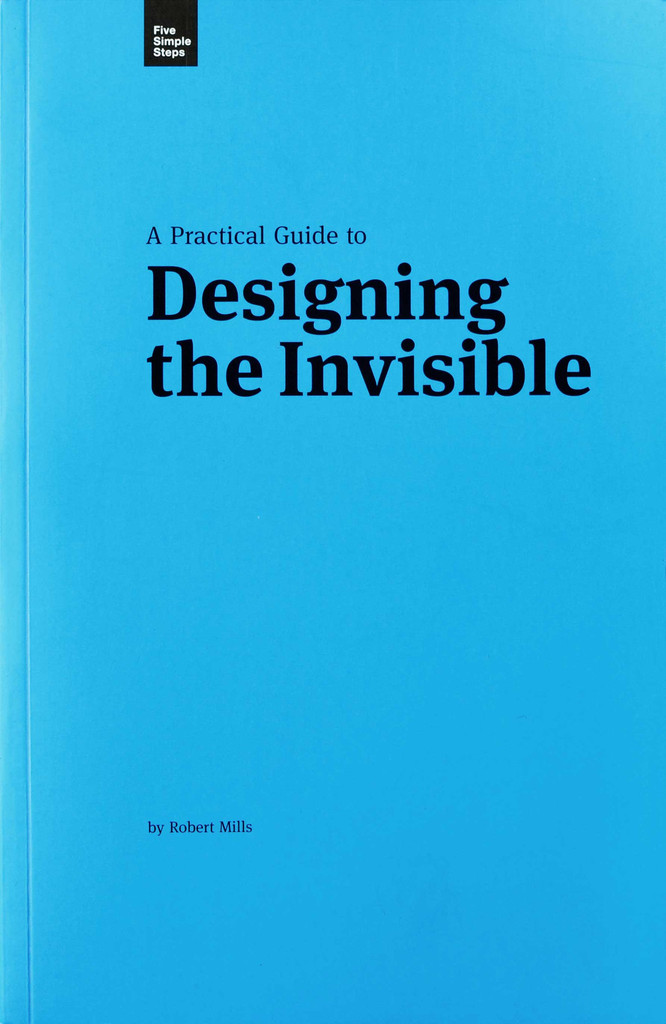 Five
Simple
Steps
A Practical Guide to
Designing
the Invisible
by Robert Mills